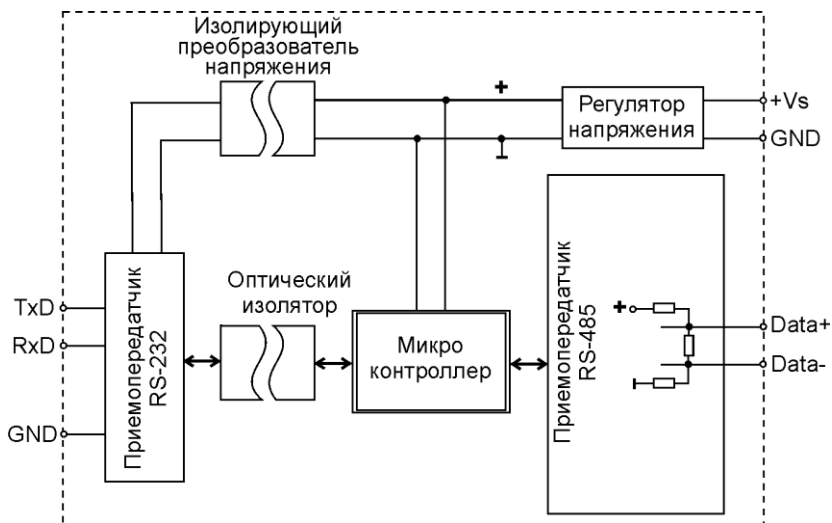 Изолирующий
преобразователь
напряжения
+
Регулятор
напряжения
+Vs
GND
Приемопередатчик
RS-232
TxD
RxD
GND
Оптический
изолятор
Микро
контроллер
Приемопередатчик
RS-485
+
Data+
Data-